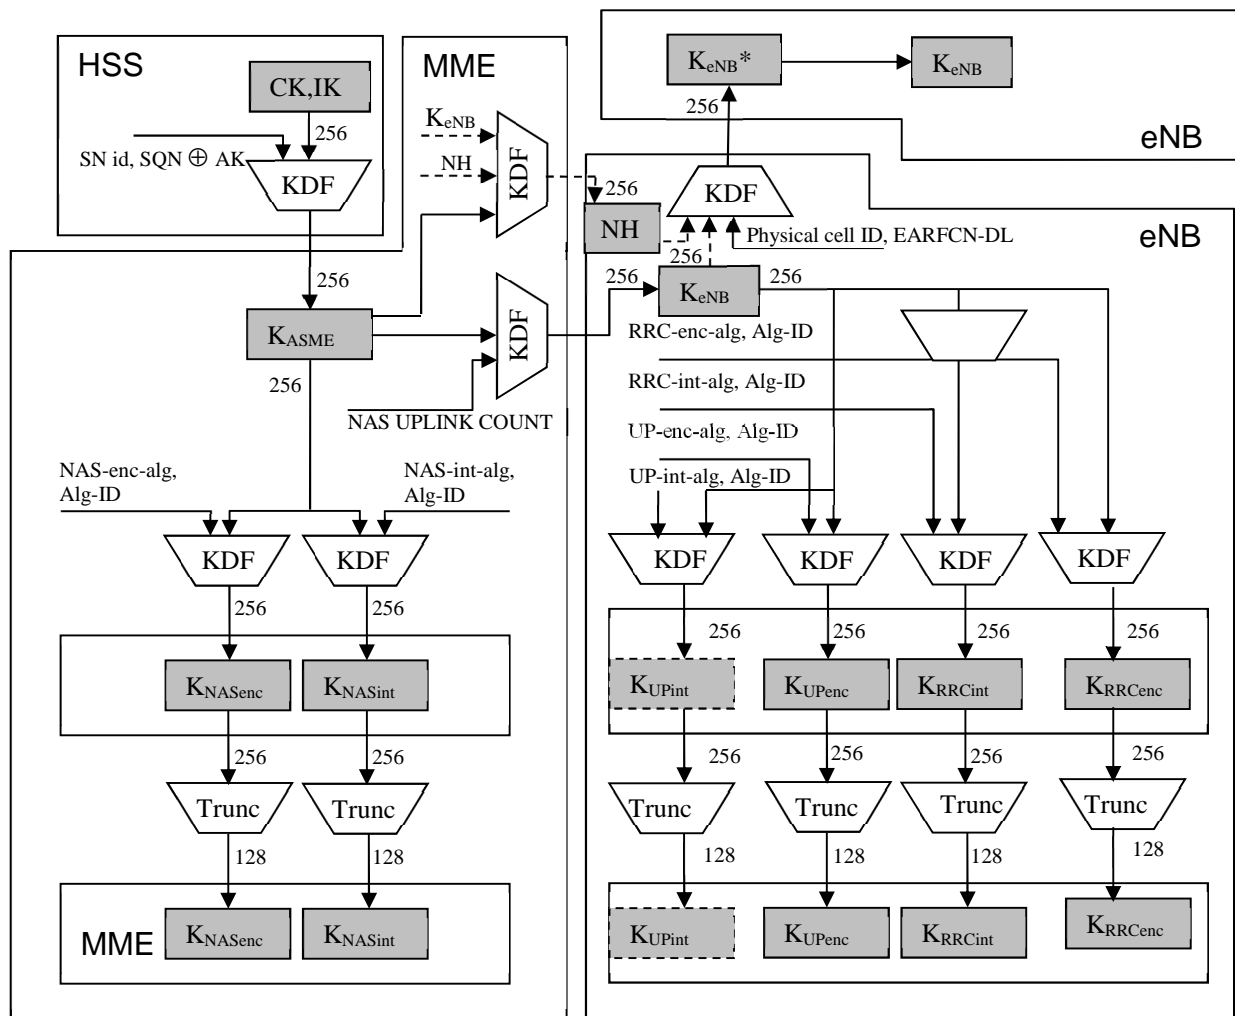 HSS
CK,IK
256
SN id, SQN ⊕ AK
KDF
256
MME
KeNB
NH
KDF
KeNB*
KeNB
256
eNB
KDF
256
NH
Physical cell ID, EARFCN-DL
eNB
256
256
KeNB
256
KASME
256
KDF
NAS UPLINK COUNT
RRC-enc-alg, Alg-ID
RRC-int-alg, Alg-ID
UP-enc-alg, Alg-ID
UP-int-alg, Alg-ID
NAS-enc-alg,
Alg-ID
NAS-int-alg,
Alg-ID
KDF
KDF
KDF
KDF
KDF
KDF
256
256
256
256
256
256
KNASenc
KNASint
KUPint
KUPenc
KRRCint
KRRCenc
256
256
256
256
256
256
Trunc
Trunc
Trunc
Trunc
Trunc
Trunc
128
128
128
128
128
128
MME
KNASenc
KNASint
KUPint
KUPenc
KRRCint
KRRCenc